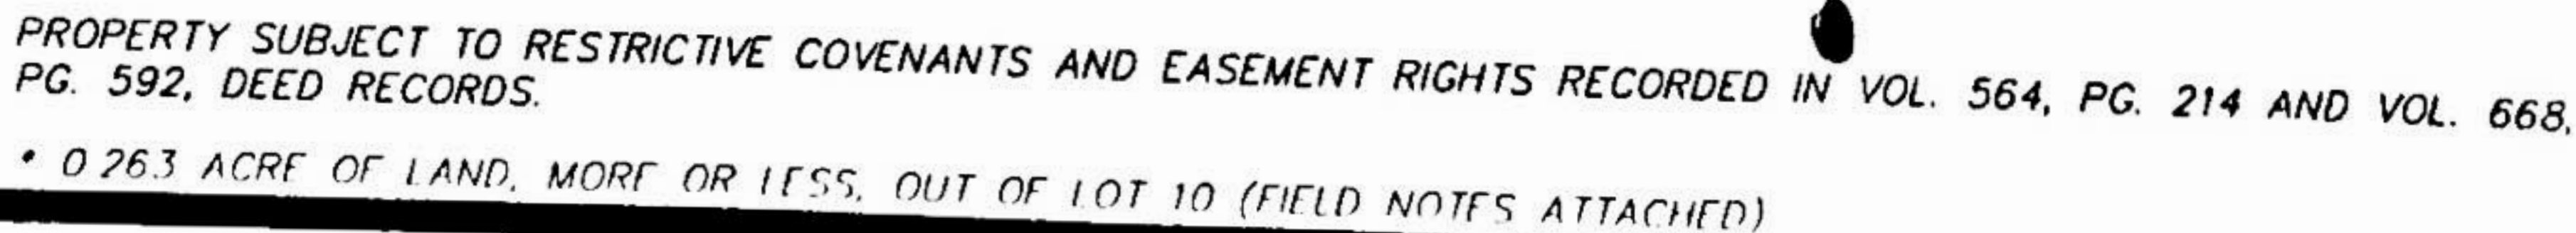 PROPERTY SUBJECT TO RESTRICTIVE COVENANTS AND EASEMENT RIGHTS RECORDED IN VOL. 564, PG. 214 AND VOL. 668,
PG. 592, DEED RECORDS.
* 0.263 ACRE OF LAND, MORE OR LESS, OUT OF LOT 10 (FIELD NOTES ATTACHED)